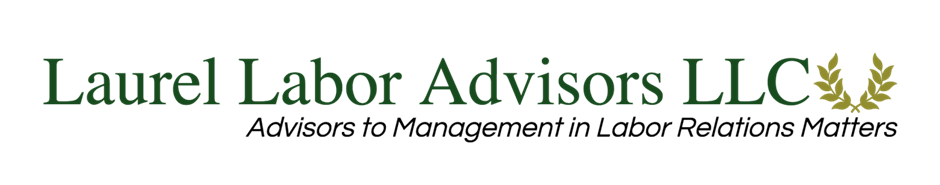 Laurel Labor Advisors LLC
Advisors to Management in Labor Relations Matters